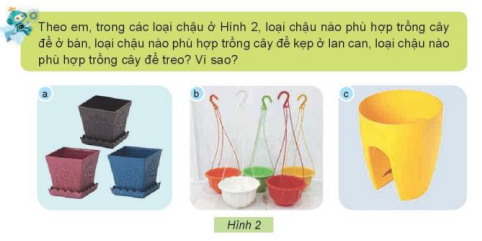 Theo em, trong các loại chậu ở Hình 2, loại chậu nào phù hợp trồng cây
để ở bàn, loại chậu nào phù hợp trồng cây để kẹp ở lan can, loại chậu nào
phù hợp trồng cây để treo? Vì sao?
a
b
c
Hình 2